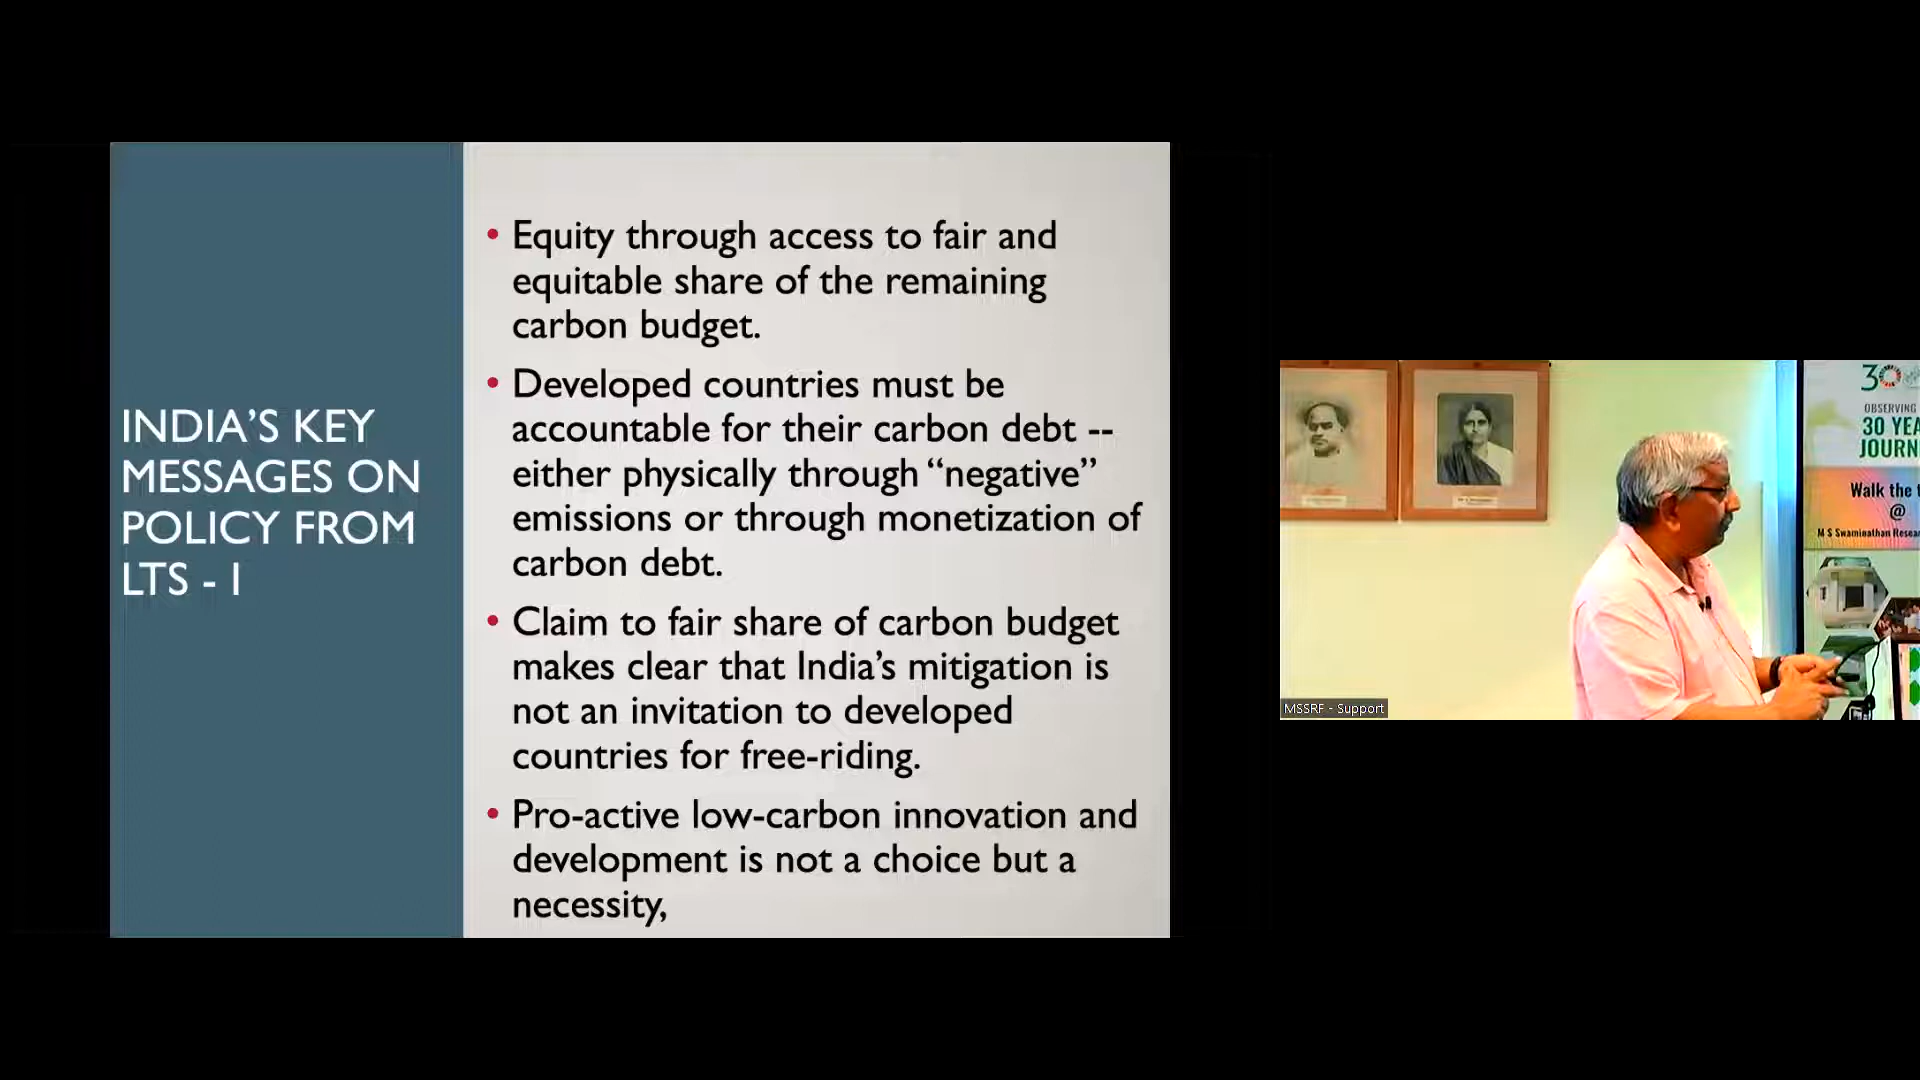 INDIA'S KEY
MESSAGES ON
POLICY FROM
LTS - I
• Equity through access to fair and
equitable share of the remaining
carbon budget.
• Developed countries must be
accountable for their carbon debt --
either physically through “negative”
emissions or through monetization of
carbon debt.
• Claim to fair share of carbon budget
makes clear that India’s mitigation is
not an invitation to developed
countries for free-riding.
• Pro-active low-carbon innovation and
development is not a choice but a
necessity,
30
OBSERVING
30 YEA
JOURN
Walk the
@
M S Swaminathan Resear
MSSRF - Support